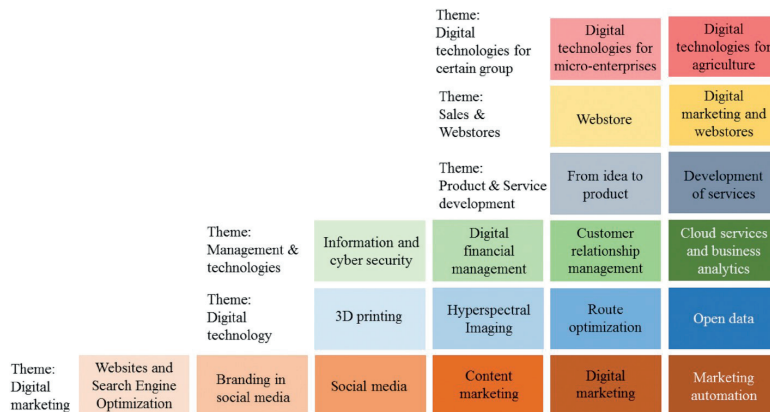 Theme:
Digital
technologies for
certain group
Digital
technologies for
micro-enterprises
Digital
technologies for
agriculture
Theme:
Sales &
Webstores
Webstore
Digital
marketing and
webstores
Theme:
Product & Service
development
From idea to
product
Development
of services
Theme:
Management &
technologies
Information and
cyber security
Digital
financial
management
Customer
relationship
management
Cloud services
and business
analytics
Theme:
Digital
technology
3D printing
Hyperspectral
Imaging
Route
optimization
Open data
Theme:
Digital
marketing
Websites and
Search Engine
Optimization
Branding in
social media
Social media
Content
marketing
Digital
marketing
Marketing
automation